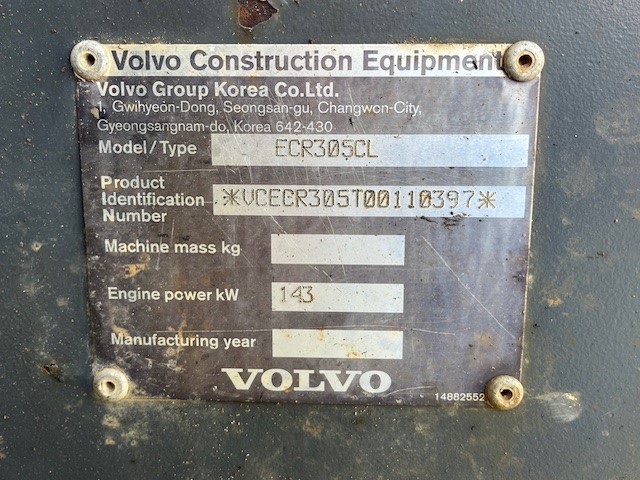 Volvo Construction Equipment
Volvo Group Korea Co.Ltd.
1, Gwihyeon-Dong, Seongsan-gu, Changwon-City,
Gyeongsangnam-do, Korea 642-430
Model/Type ECR305CL
Product
Identification *VCECR305T00110397*
Number
Machine mass kg
Engine power kW 143
Manufacturing year
VOLVO
14882552